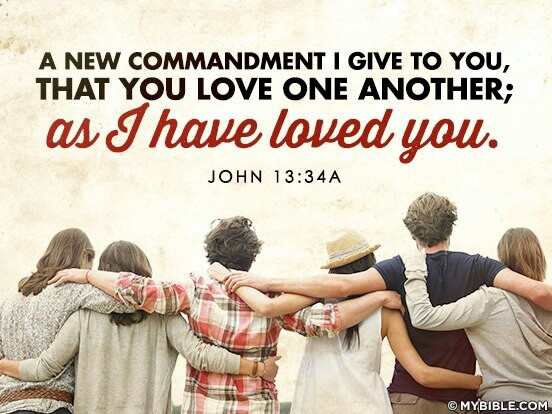 A NEW COMMANDMENT I GIVE TO YOU,
THAT YOU LOVE ONE ANOTHER;
as I have loved you.
JOHN 13:34A
© MYBIBLE.COM